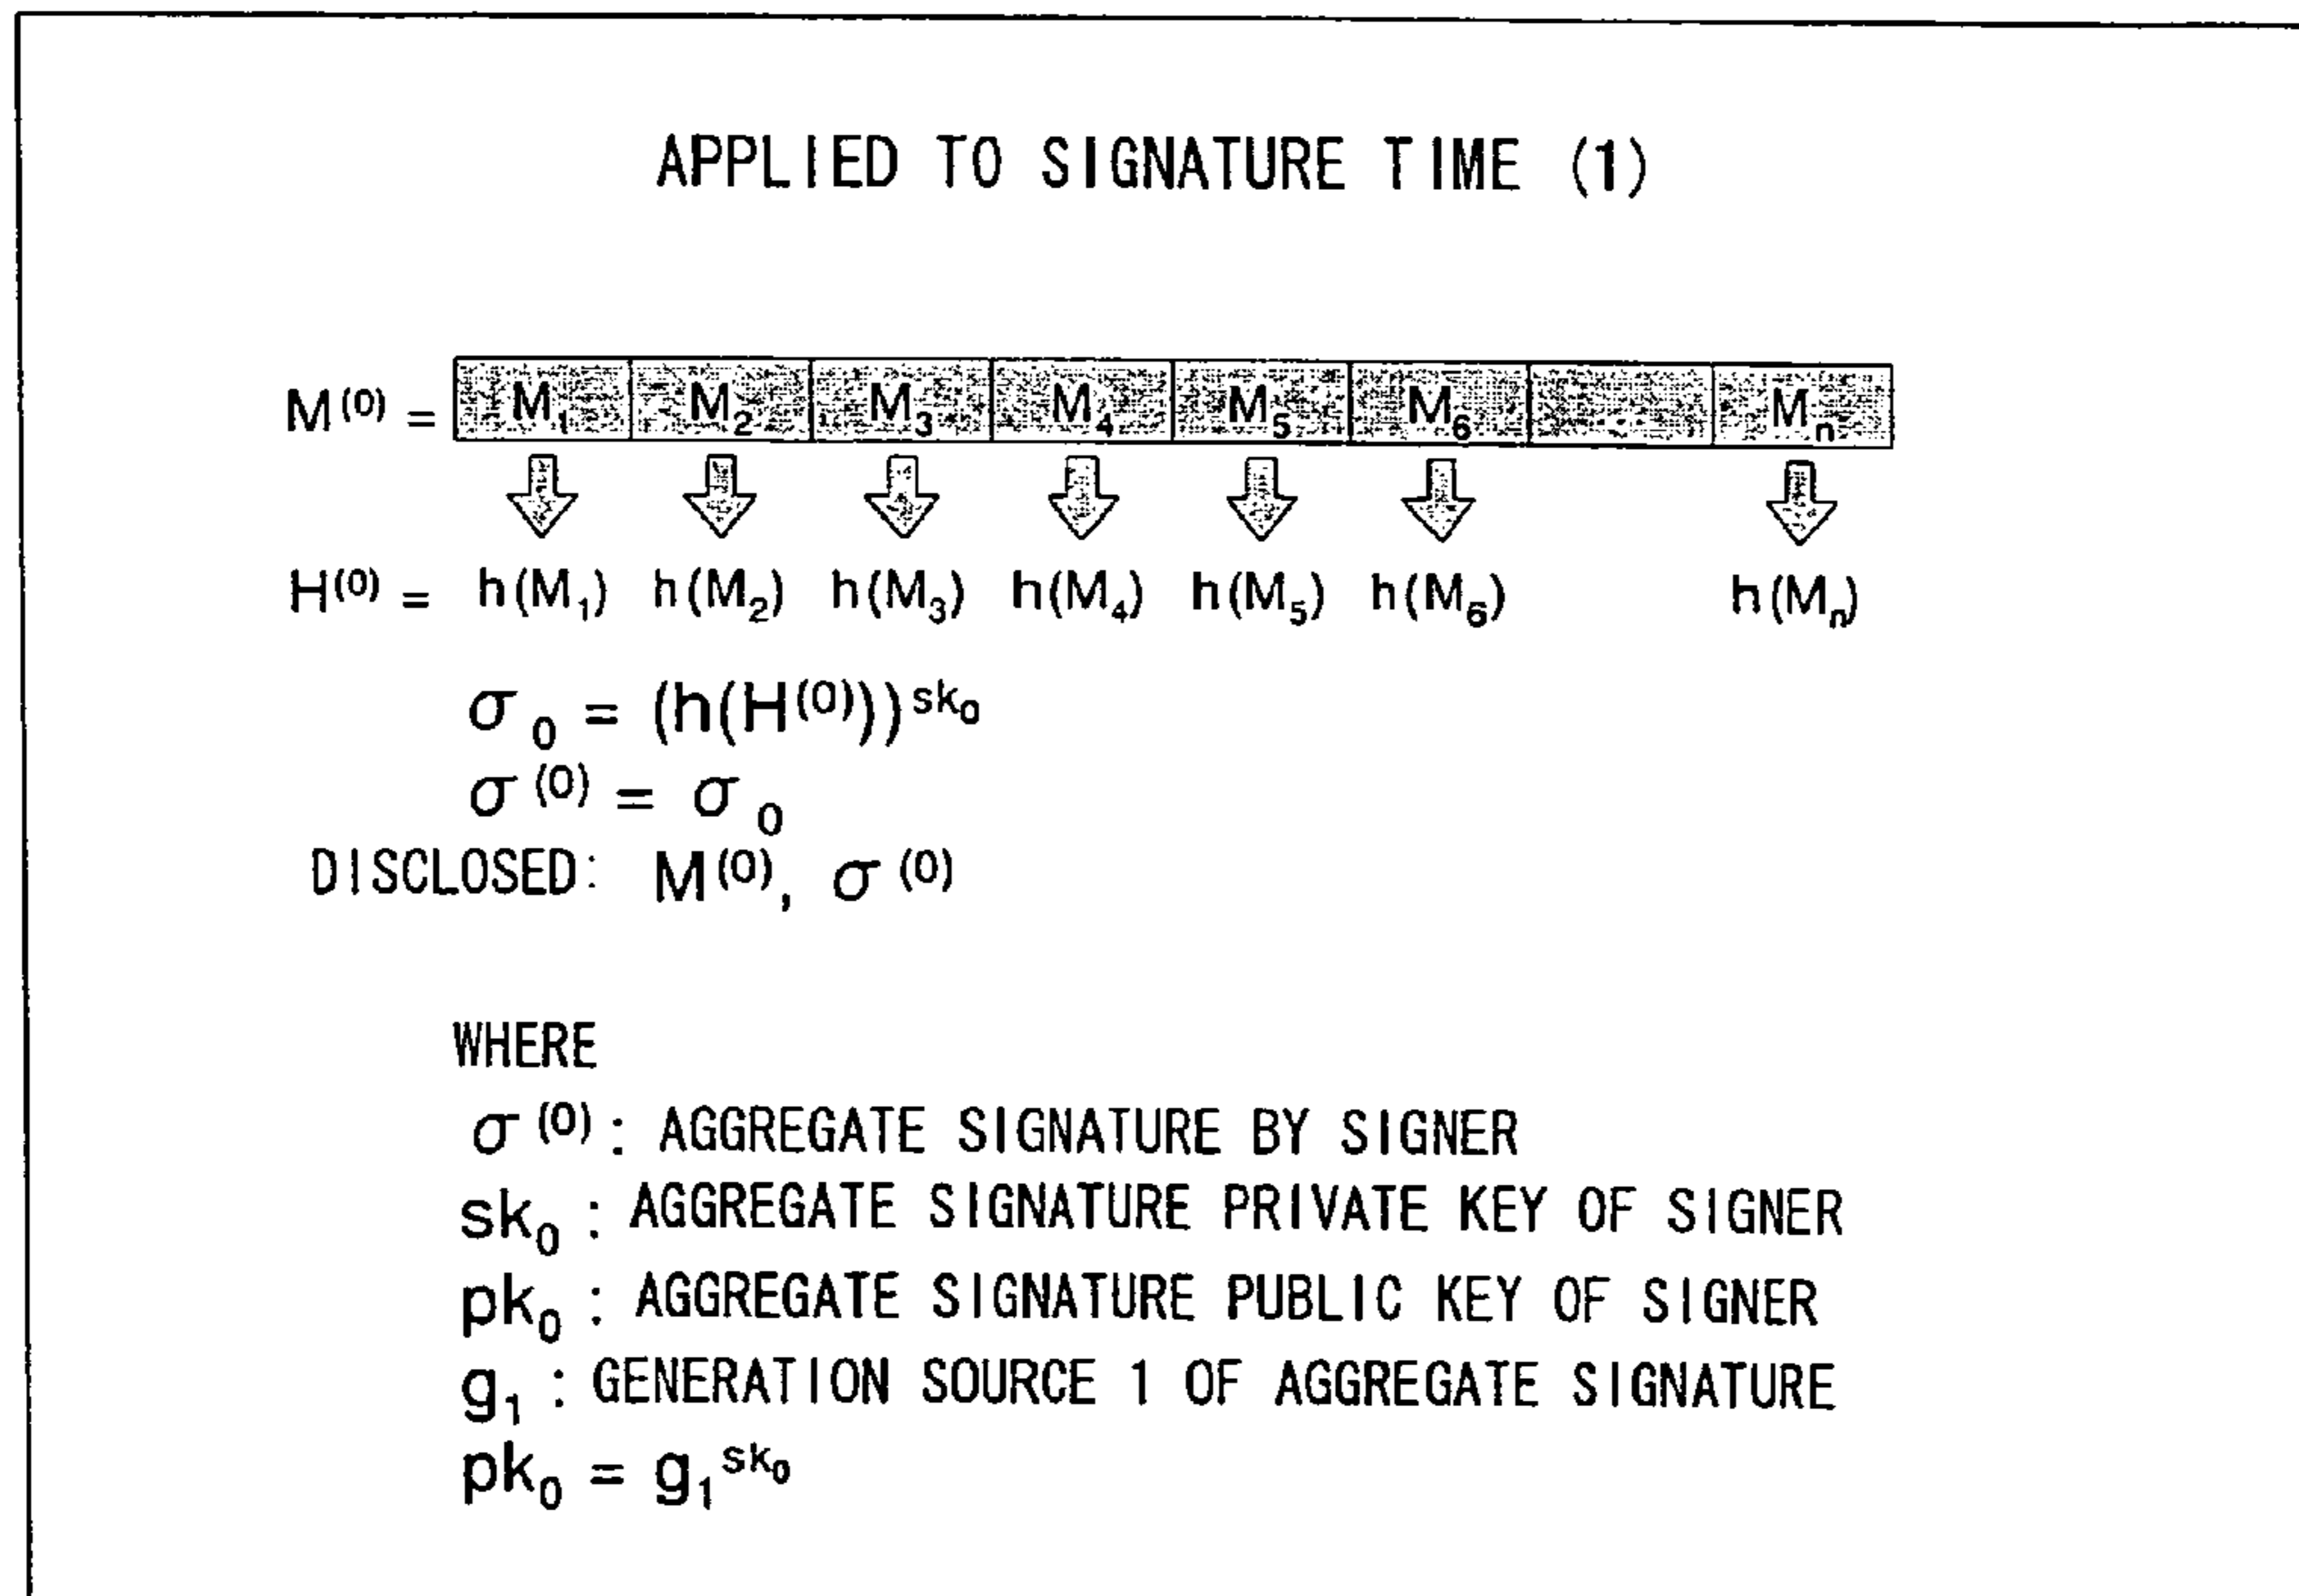 APPLIED TO SIGNATURE TIME (1)
M⁽⁰⁾ = M₁ M₂ M₃ M₄ M₅ M₆ Mₙ
H⁽⁰⁾ = h(M₁) h(M₂) h(M₃) h(M₄) h(M₅) h(M₆) h(Mₙ)
σ₀ = (h(H⁽⁰⁾))^sk₀
σ⁽⁰⁾ = σ₀
DISCLOSED: M⁽⁰⁾, σ⁽⁰⁾
WHERE
σ⁽⁰⁾ : AGGREGATE SIGNATURE BY SIGNER
sk₀ : AGGREGATE SIGNATURE PRIVATE KEY OF SIGNER
pk₀ : AGGREGATE SIGNATURE PUBLIC KEY OF SIGNER
g₁ : GENERATION SOURCE 1 OF AGGREGATE SIGNATURE
pk₀ = g₁^sk₀